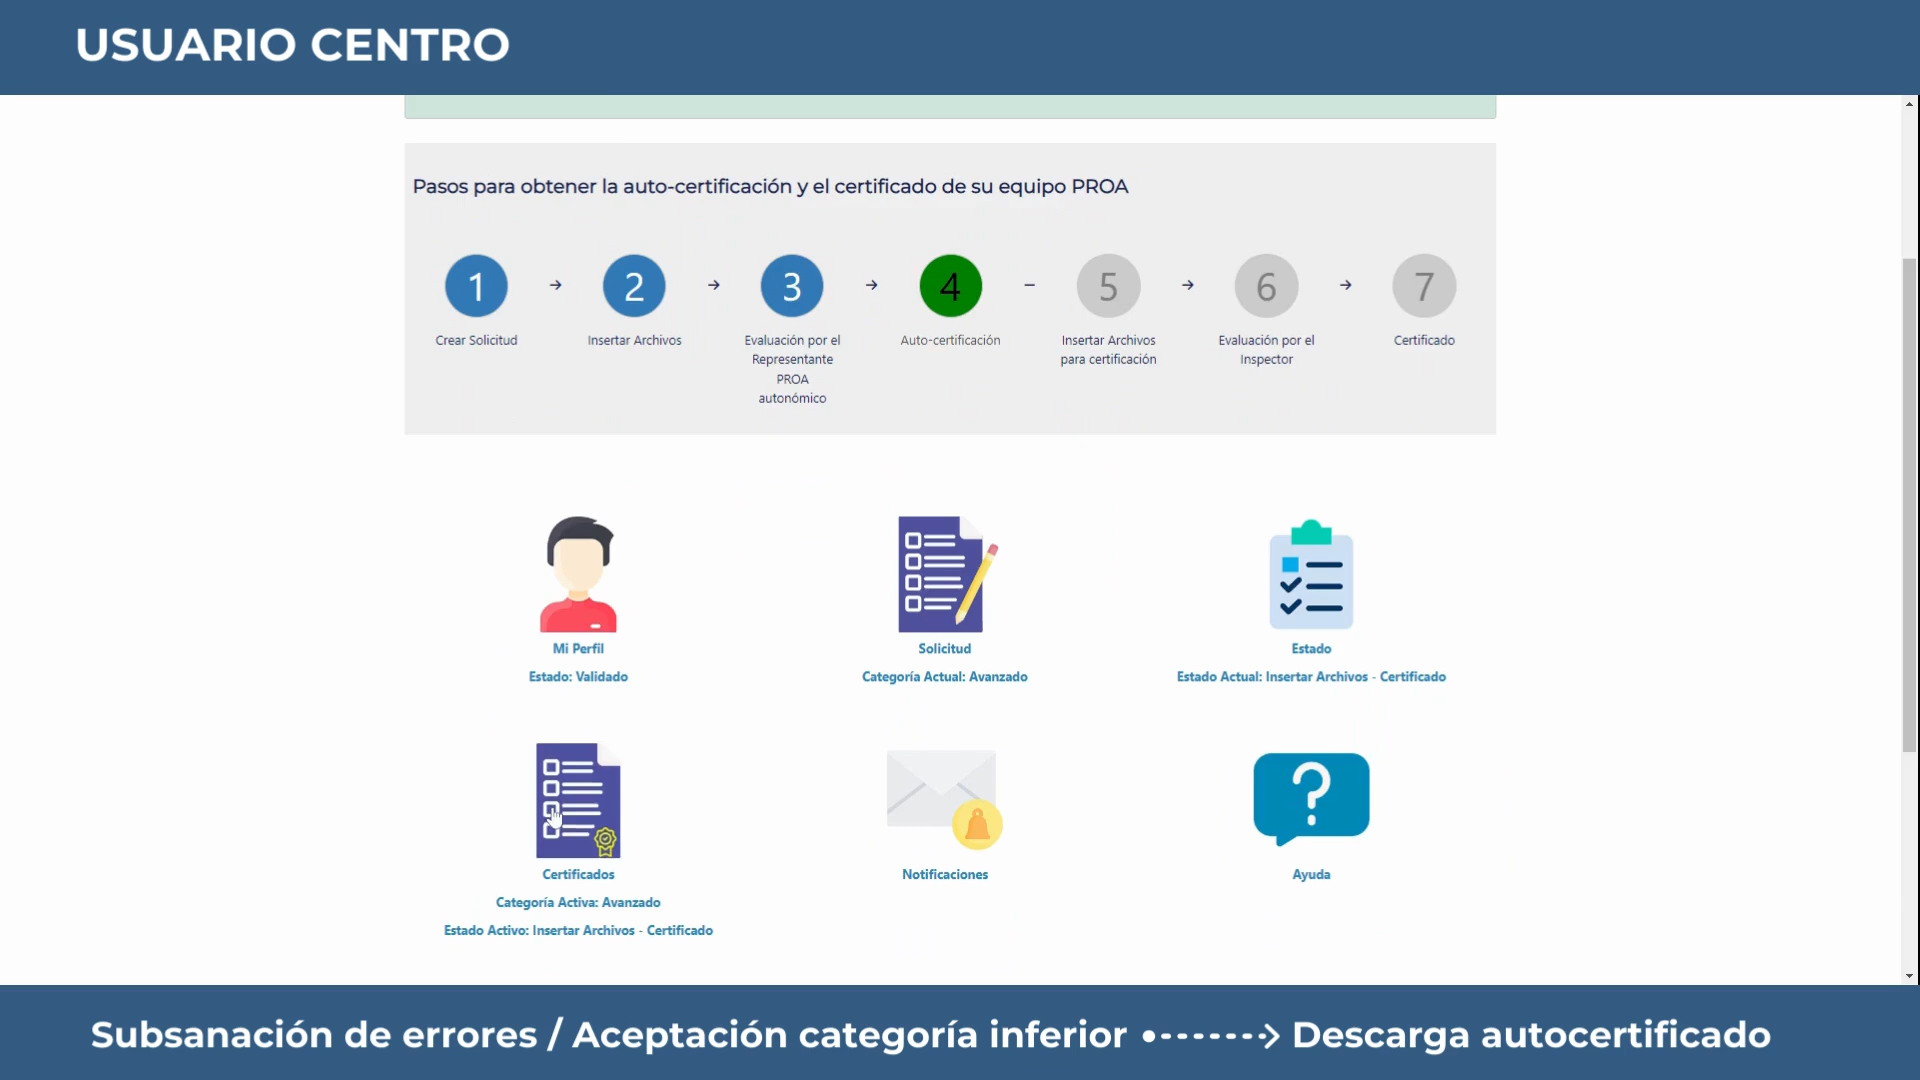 USUARIO CENTRO
Pasos para obtener la auto-certificación y el certificado de su equipo PROA
1 → 2 → 3 → 4 – 5 → 6 → 7
Crear Solicitud
Insertar Archivos
Evaluación por el
Representante
PROA
autonómico
Auto-certificación
Insertar Archivos
para certificación
Evaluación por el
Inspector
Certificado
Mi Perfil
Estado: Validado
Solicitud
Categoría Actual: Avanzado
Estado
Estado Actual: Insertar Archivos - Certificado
?
Certificados
Categoría Activa: Avanzado
Estado Activo: Insertar Archivos - Certificado
Notificaciones
Ayuda
Subsanación de errores / Aceptación categoría inferior •------> Descarga autocertificado